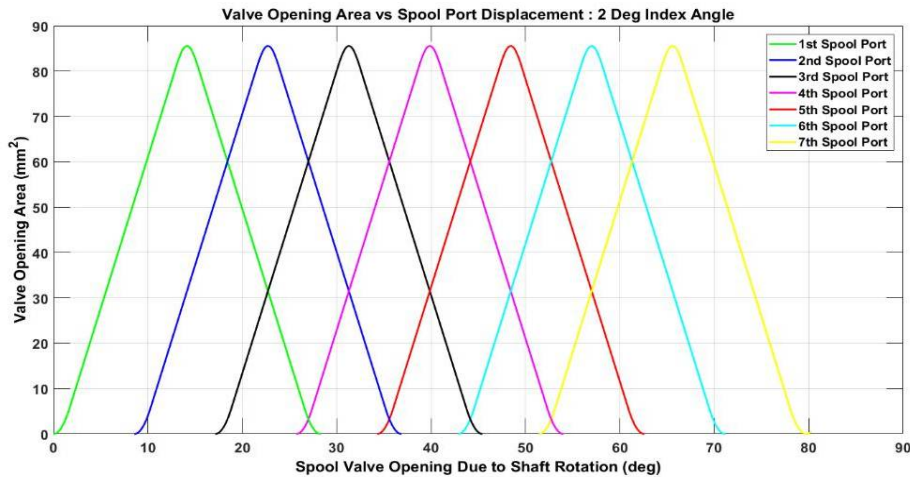 Valve Opening Area vs Spool Port Displacement : 2 Deg Index Angle
Valve Opening Area (mm²)
90
80
70
60
50
40
30
20
10
0
1st Spool Port
2nd Spool Port
3rd Spool Port
4th Spool Port
5th Spool Port
6th Spool Port
7th Spool Port
0 10 20 30 40 50 60 70 80 90
Spool Valve Opening Due to Shaft Rotation (deg)